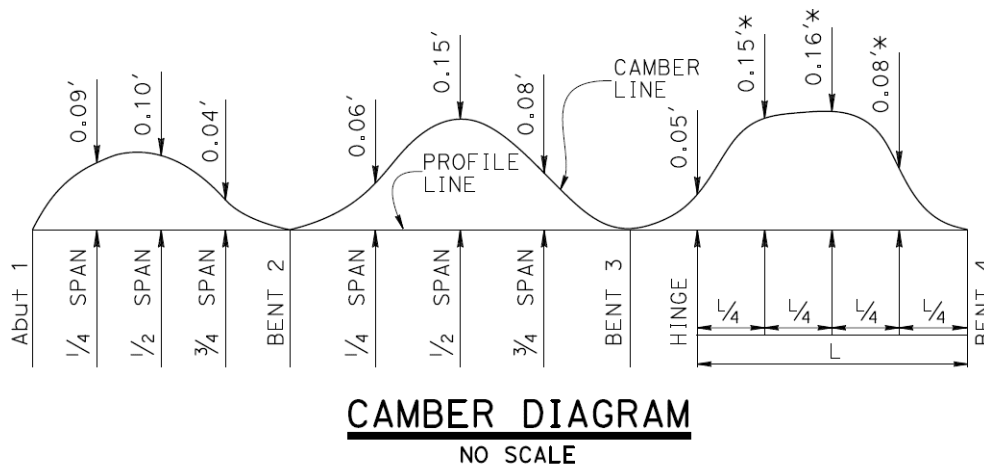 0.09′
0.10′
0.04′
0.06′
0.15′
0.08′
0.05′
0.15′*
0.16′*
0.08′*
CAMBER
LINE
PROFILE
LINE
Abut 1
1/4 SPAN
1/2 SPAN
3/4 SPAN
BENT 2
1/4 SPAN
1/2 SPAN
3/4 SPAN
BENT 3
HINGE
L/4
L/4
L/4
L/4
L
BENT 4
CAMBER DIAGRAM
NO SCALE